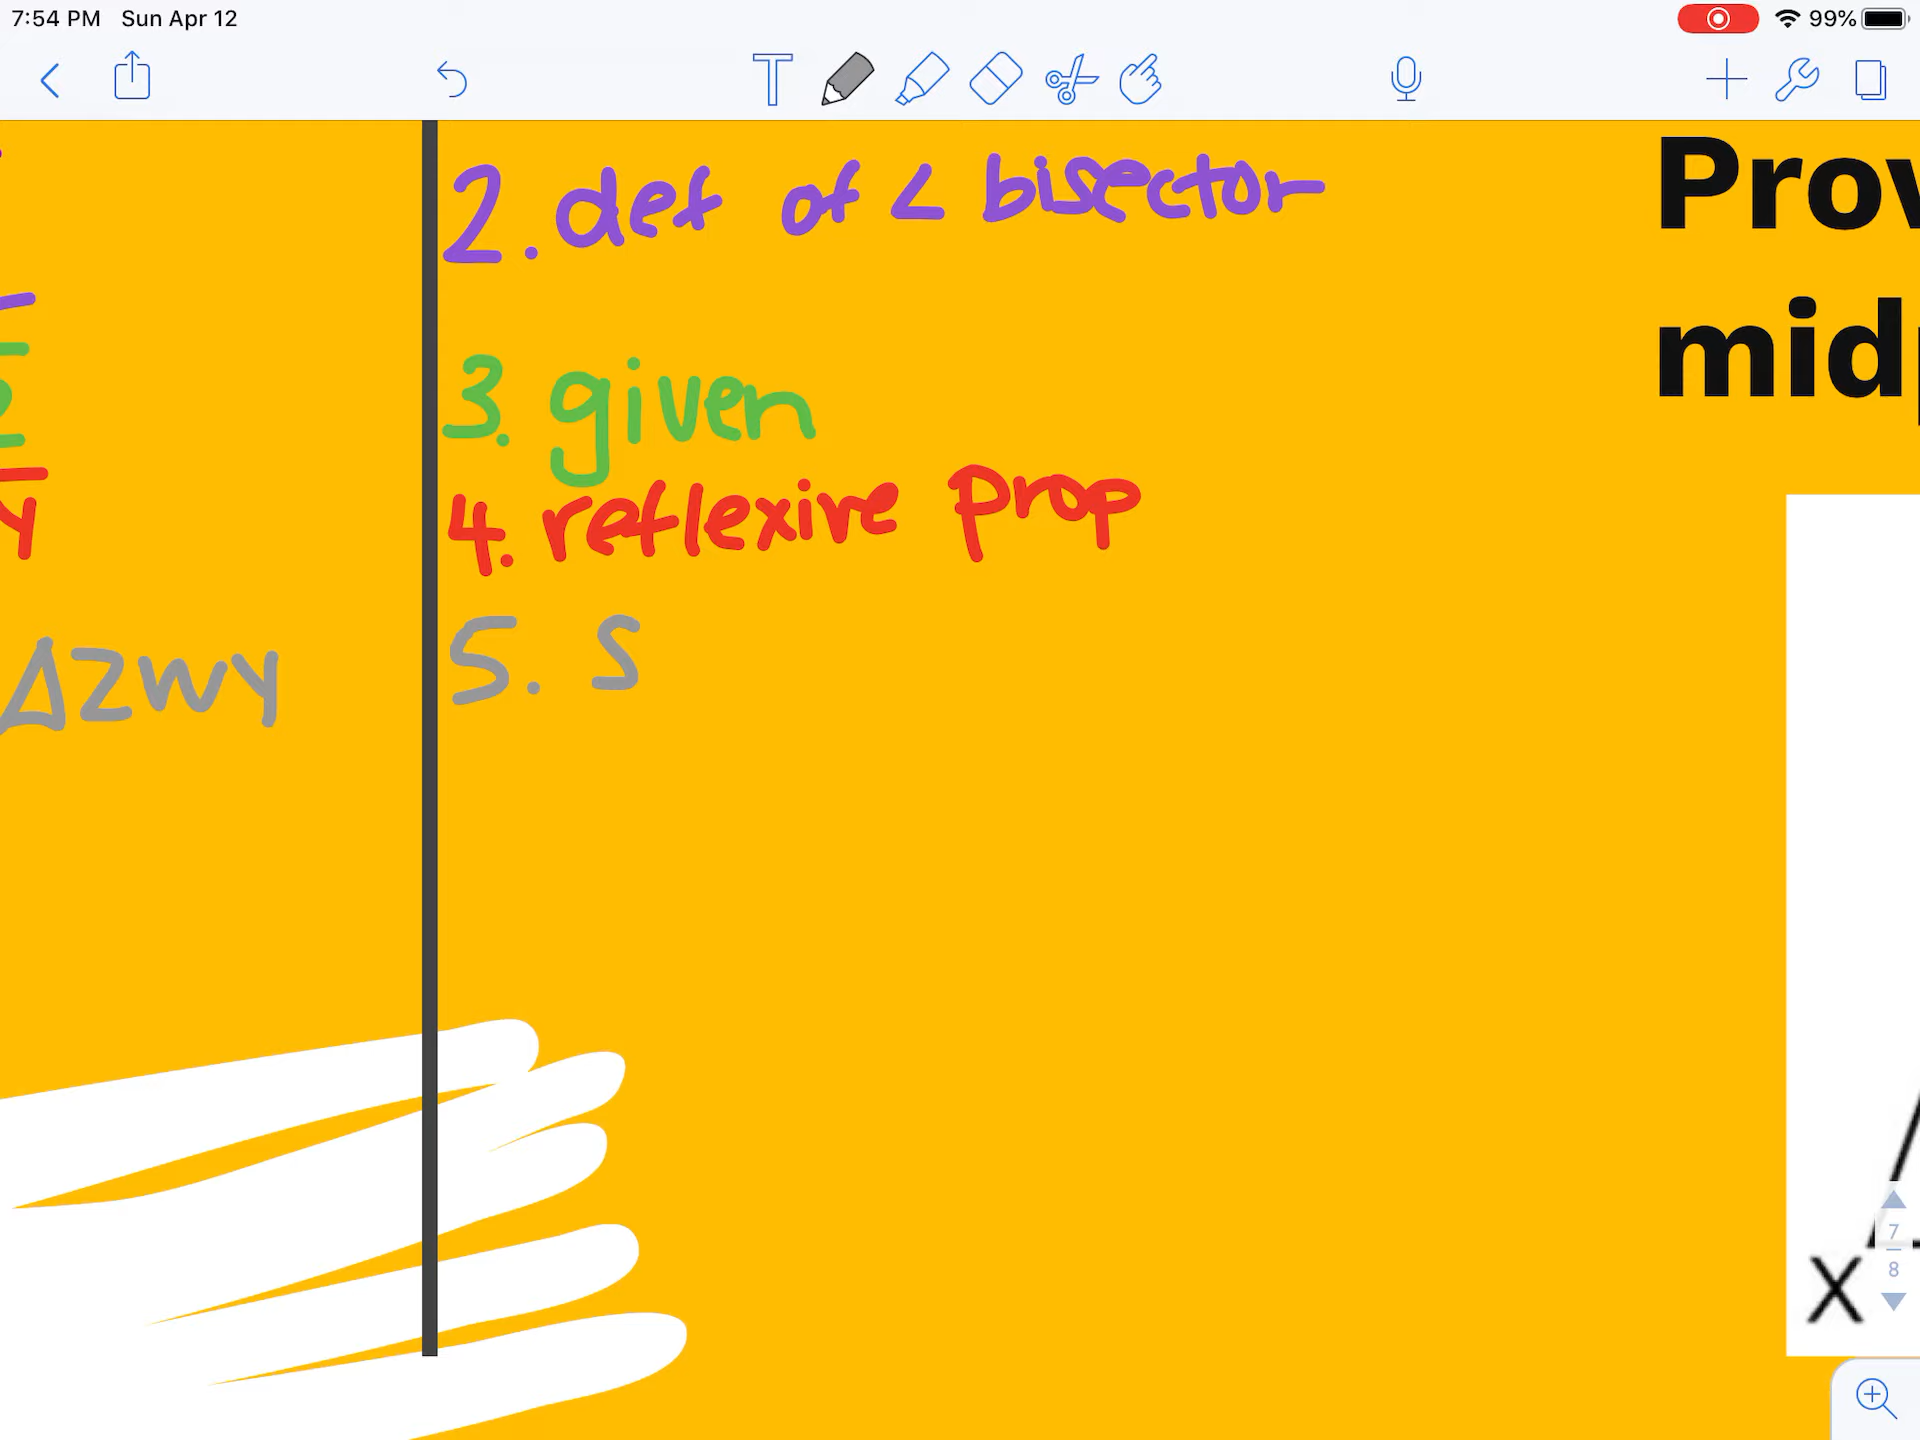 7:54 PM Sun Apr 12
99%
2. def of < bisector
Prov
3. given
midp
4. reflexive prop
Y
5. S
ΔZWY
7
8
X